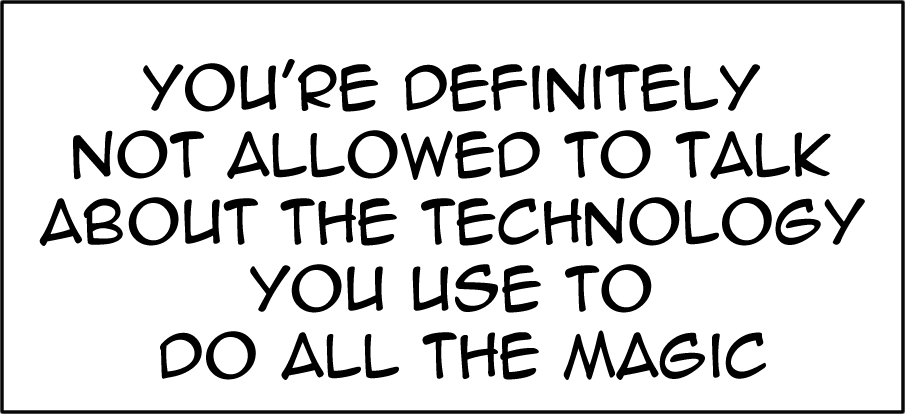 YOU'RE DEFINITELY
NOT ALLOWED TO TALK
ABOUT THE TECHNOLOGY
YOU USE TO
DO ALL THE MAGIC